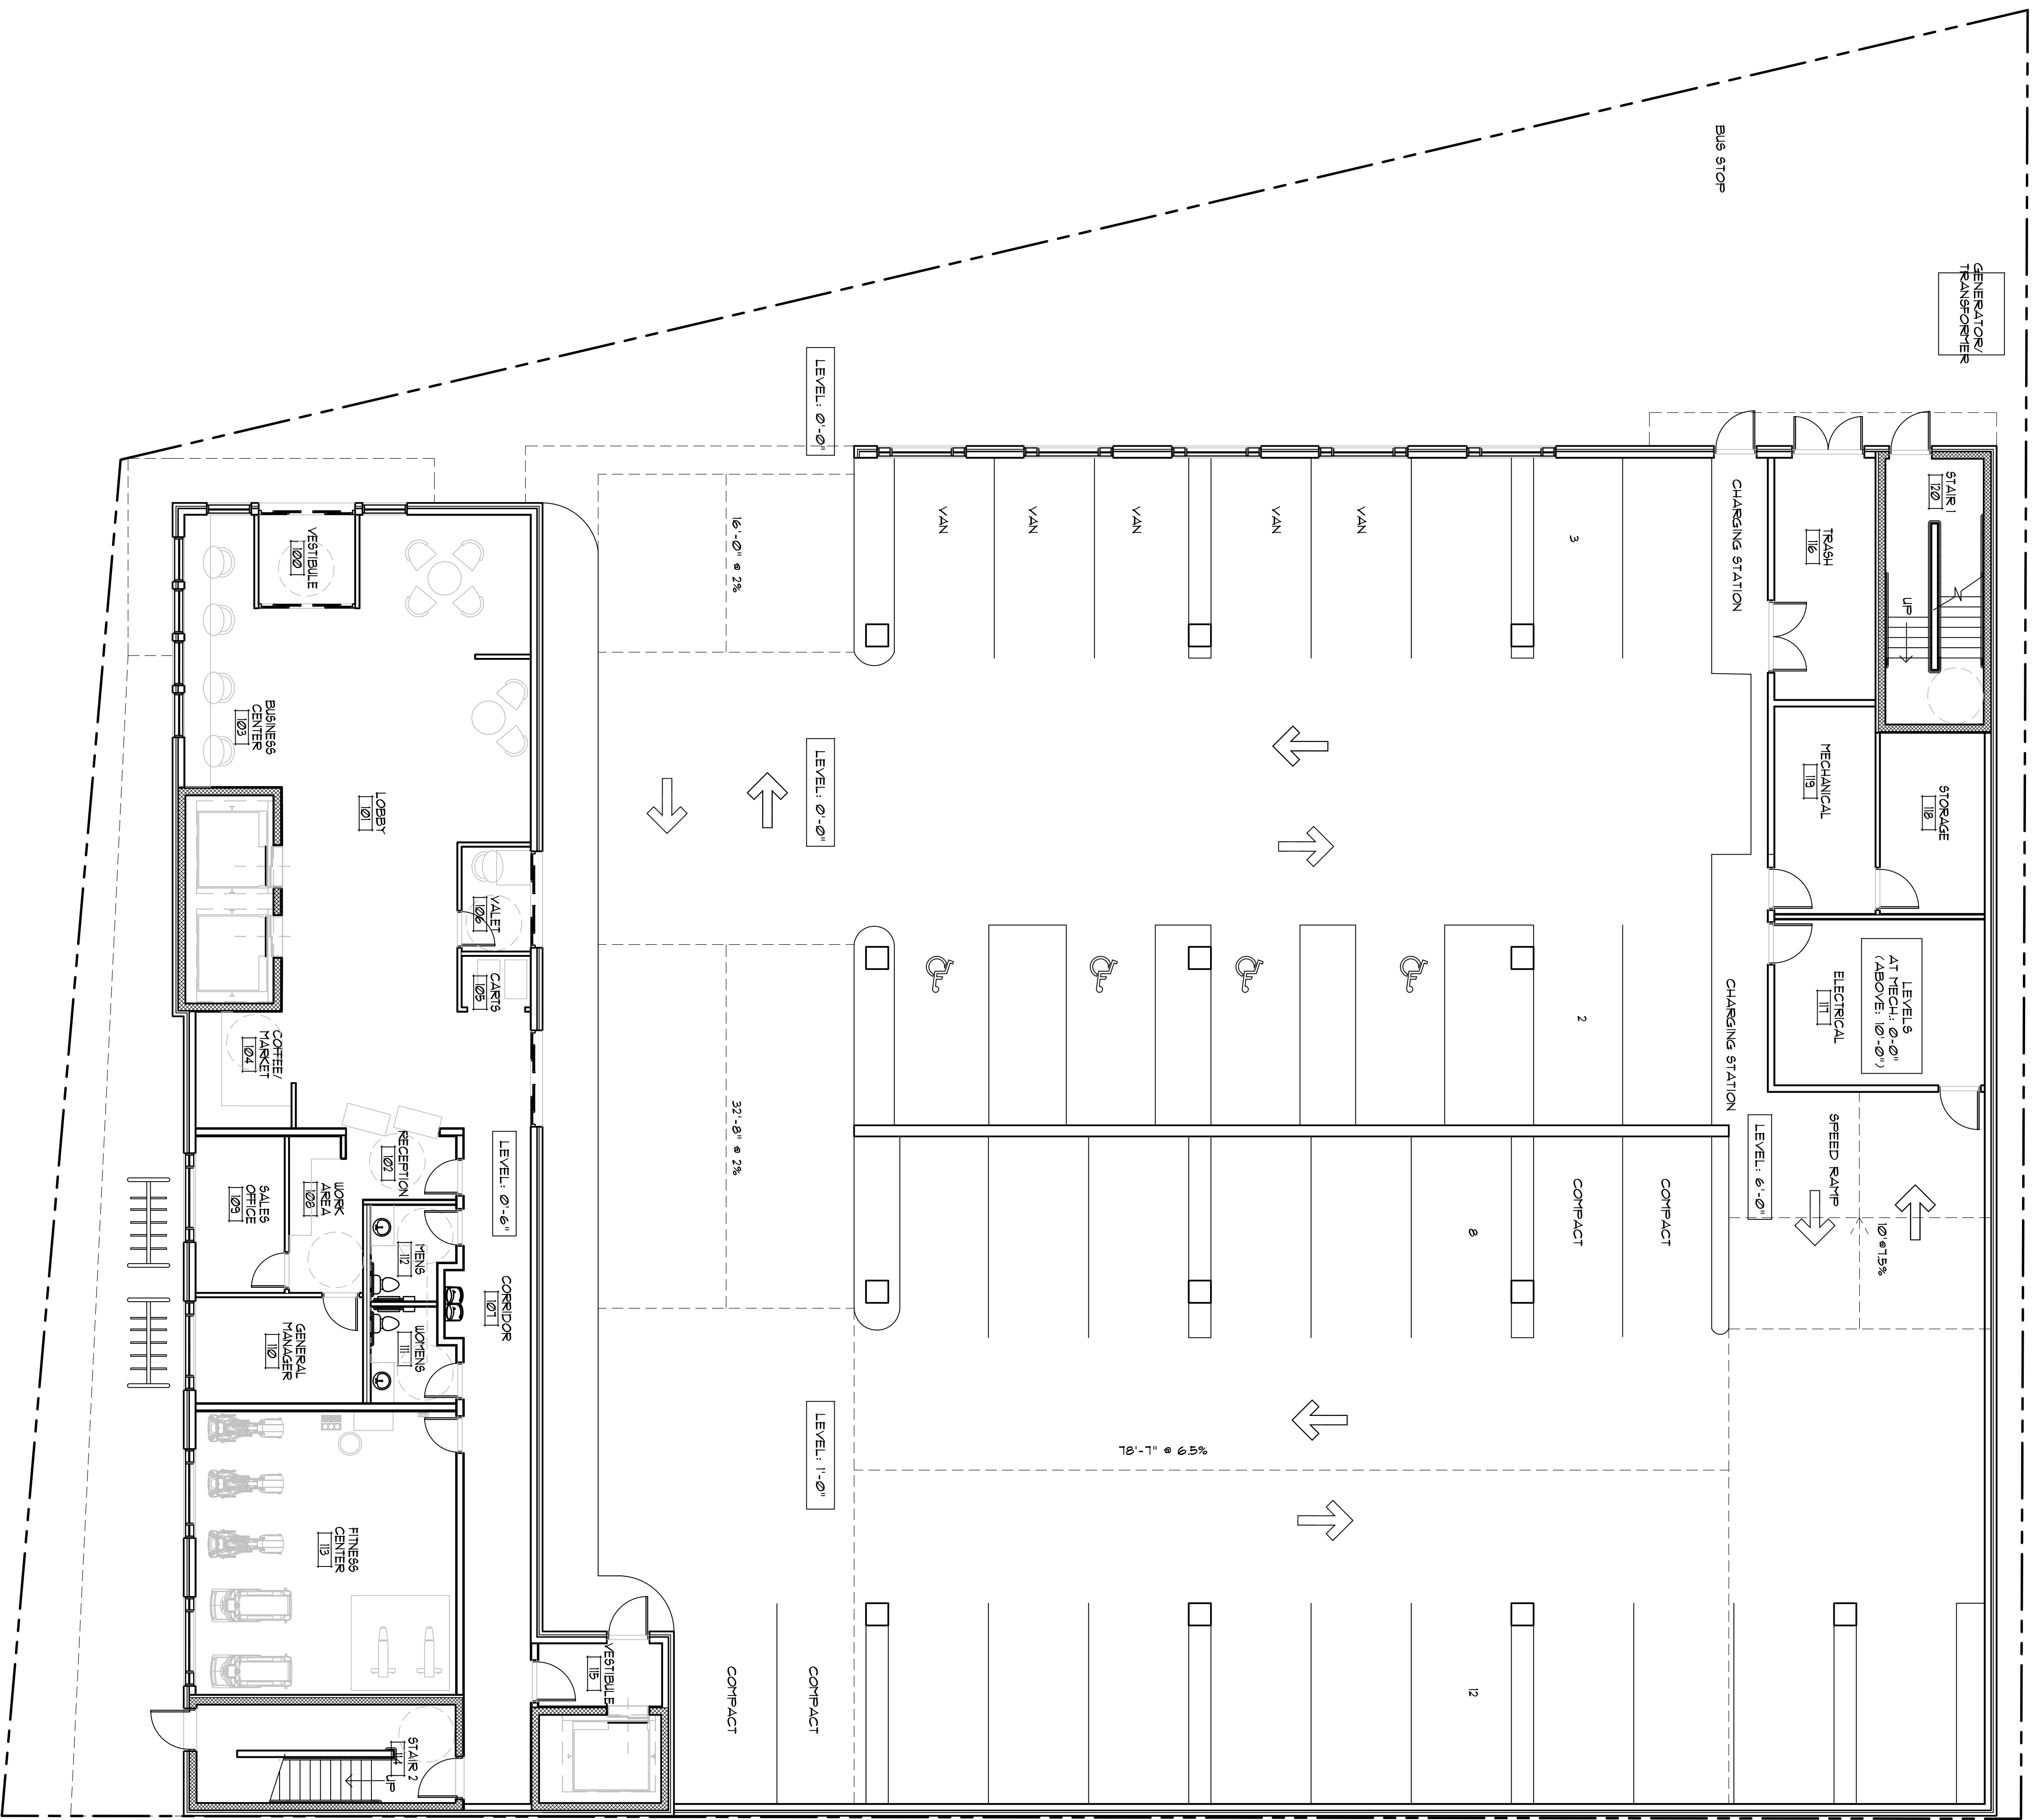 BUS STOP
GENERATOR/
TRANSFORMER
LEVEL: 0'-0"
STAIR 1
120
UP
TRASH
116
CHARGING STATION
3
VAN
VAN
VAN
VAN
VAN
16'-0" @ 2%
VESTIBULE
100
STORAGE
118
MECHANICAL
119
LEVEL: 0'-0"
LOBBY
101
BUSINESS
CENTER
103
VALET
106
CARTS
105
LEVELS
AT MECH.: 0'-0"
(ABOVE: 10'-0")
ELECTRICAL
117
CHARGING STATION
2
COFFEE/
MARKET
104
SPEED RAMP
LEVEL: 6'-0"
10'@7.5%
32'-8" @ 2%
LEVEL: 0'-6"
RECEPTION
102
WORK
AREA
108
SALES
OFFICE
109
COMPACT
COMPACT
8
MENS
112
CORRIDOR
107
WOMENS
111
GENERAL
MANAGER
110
LEVEL: 1'-0"
78'-7" @ 6.5%
FITNESS
CENTER
113
VESTIBULE
115
COMPACT
COMPACT
12
STAIR 2
114
UP